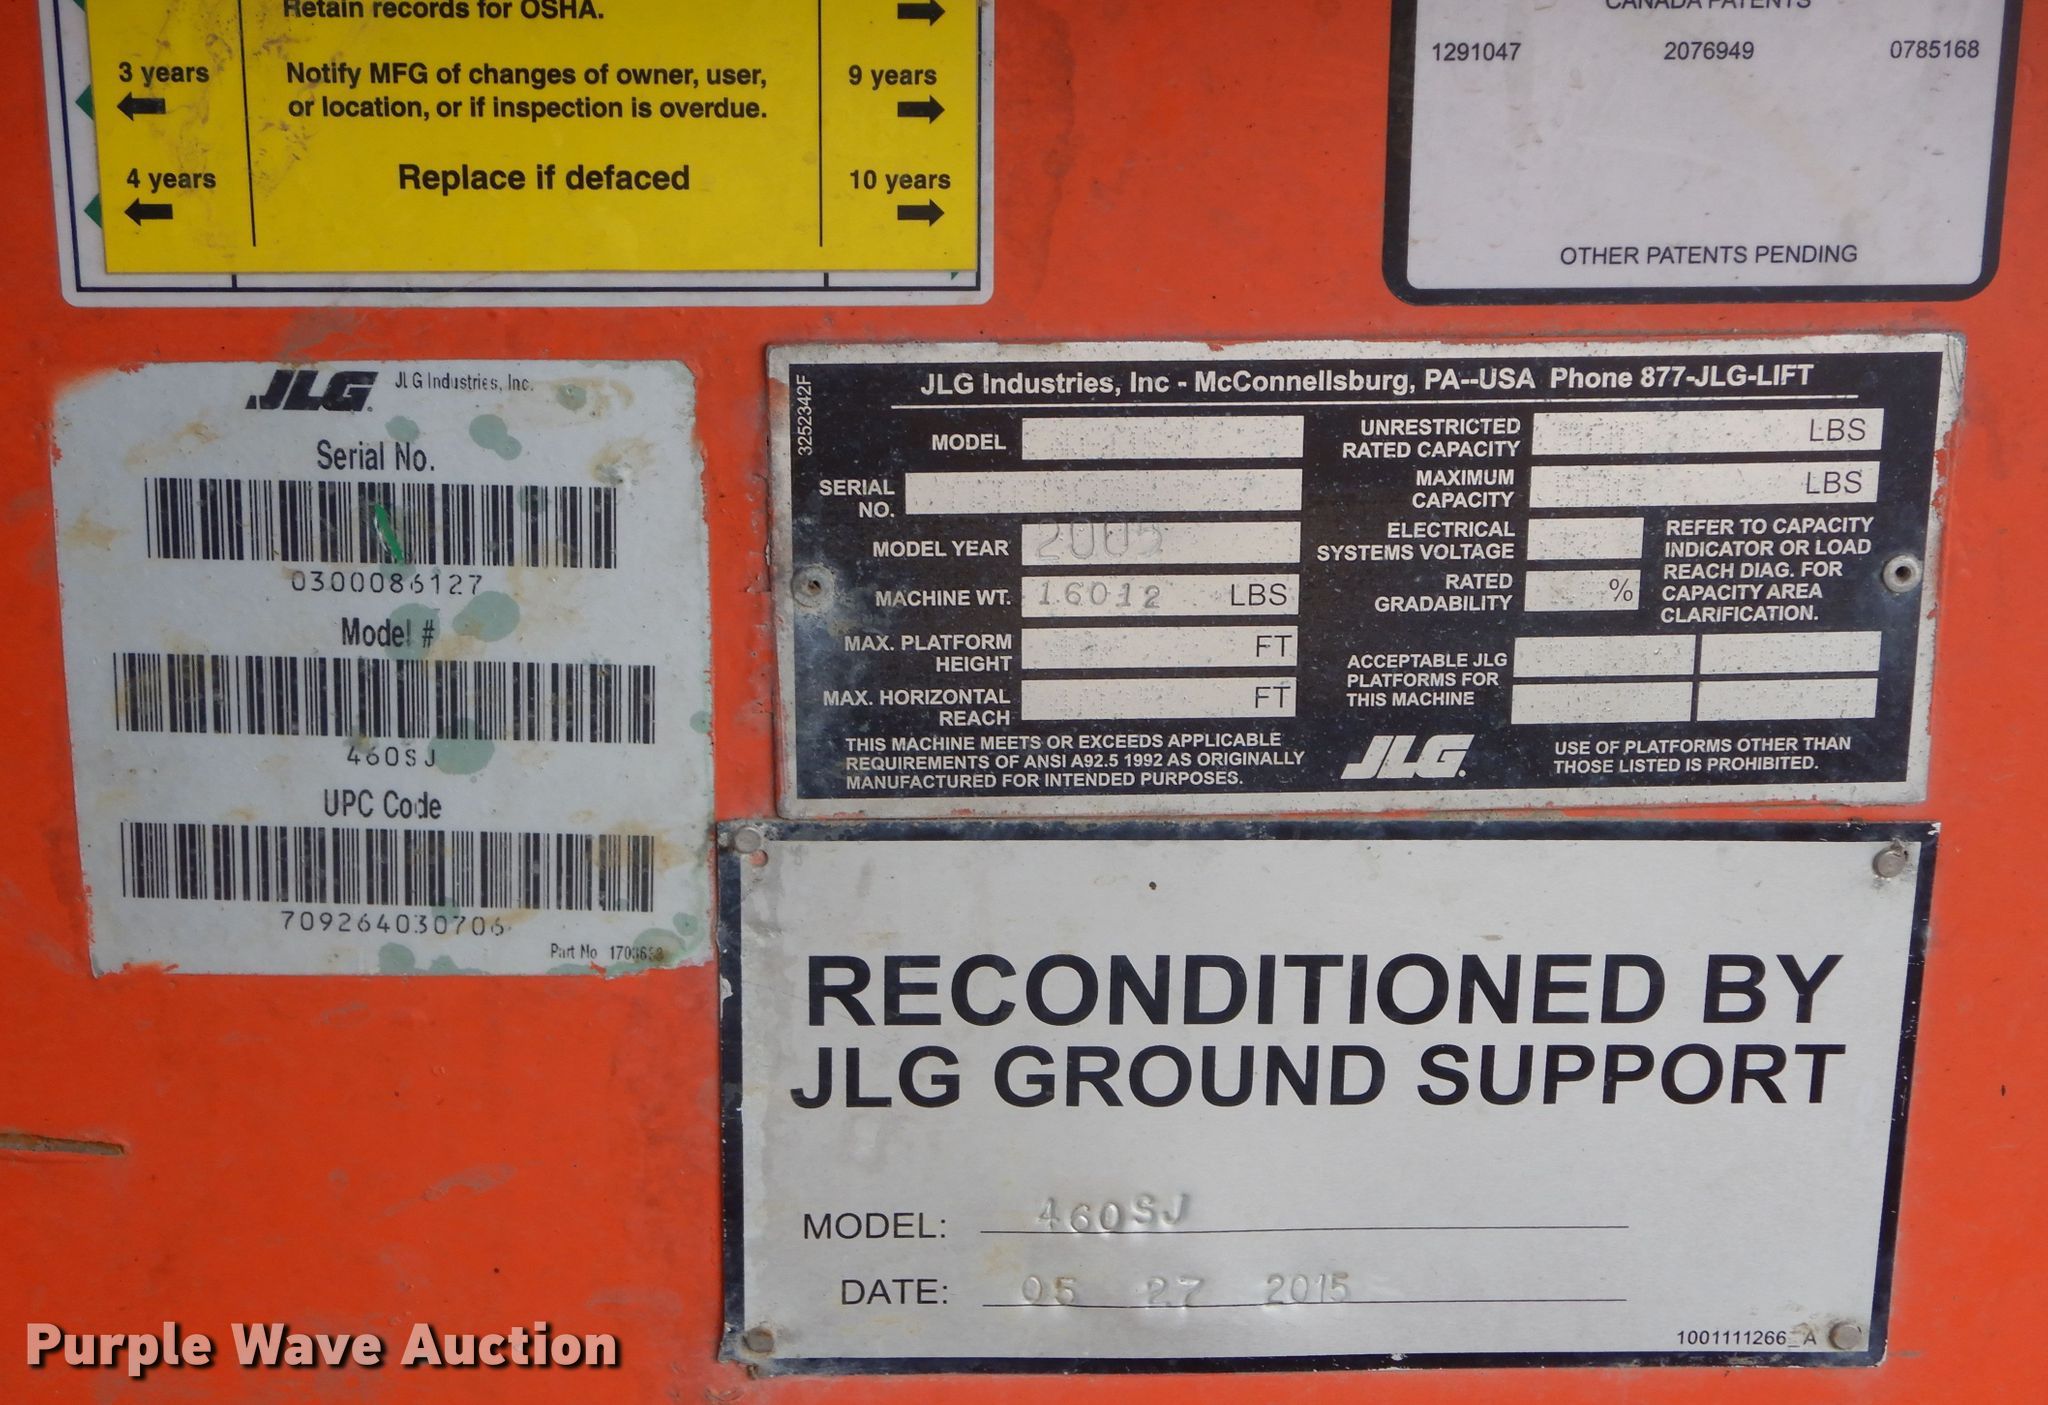 Retain records for OSHA.
3 years
Notify MFG of changes of owner, user,
or location, or if inspection is overdue.
9 years
4 years
Replace if defaced
10 years
CANADA PATENTS
1291047 2076949 0785168
OTHER PATENTS PENDING
JLG JLG Industries, Inc.
Serial No.
0300086127
Model #
460SJ
UPC Code
709264030706
Part No
3252342F
JLG Industries, Inc - McConnellsburg, PA--USA Phone 877-JLG-LIFT
MODEL
SERIAL
NO.
MODEL YEAR 2005
MACHINE WT. 16012 LBS
MAX. PLATFORM
HEIGHT FT
MAX. HORIZONTAL
REACH FT
THIS MACHINE MEETS OR EXCEEDS APPLICABLE
REQUIREMENTS OF ANSI A92.5 1992 AS ORIGINALLY
MANUFACTURED FOR INTENDED PURPOSES.
UNRESTRICTED
RATED CAPACITY LBS
MAXIMUM
CAPACITY LBS
ELECTRICAL
SYSTEMS VOLTAGE
RATED
GRADABILITY %
REFER TO CAPACITY
INDICATOR OR LOAD
REACH DIAG. FOR
CAPACITY AREA
CLARIFICATION.
ACCEPTABLE JLG
PLATFORMS FOR
THIS MACHINE
JLG
USE OF PLATFORMS OTHER THAN
THOSE LISTED IS PROHIBITED.
RECONDITIONED BY
JLG GROUND SUPPORT
MODEL: 460SJ
DATE: 05 27 2015
1001111266_A
Purple Wave Auction